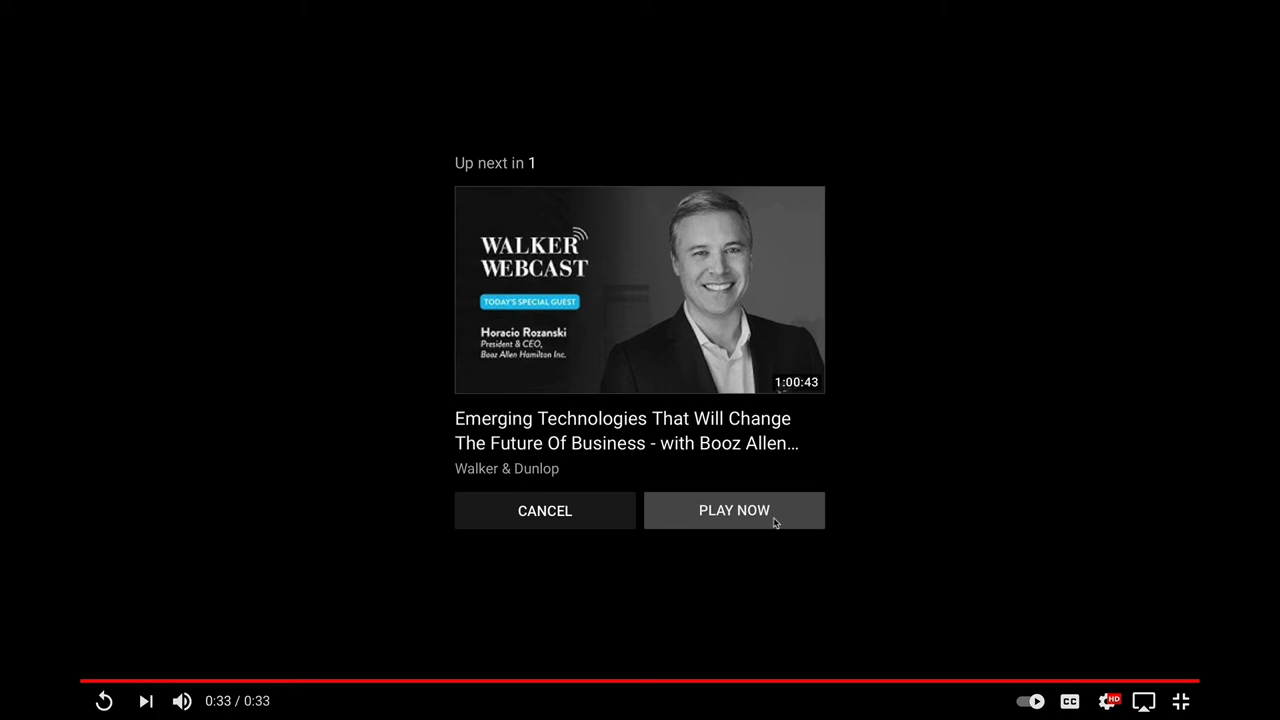 Up next in 1
WALKER
WEBCAST
TODAY'S SPECIAL GUEST
Horacio Rozanski
President & CEO,
Booz Allen Hamilton Inc.
1:00:43
Emerging Technologies That Will Change
The Future Of Business - with Booz Allen...
Walker & Dunlop
CANCEL
PLAY NOW
0:33 / 0:33
CC
HD